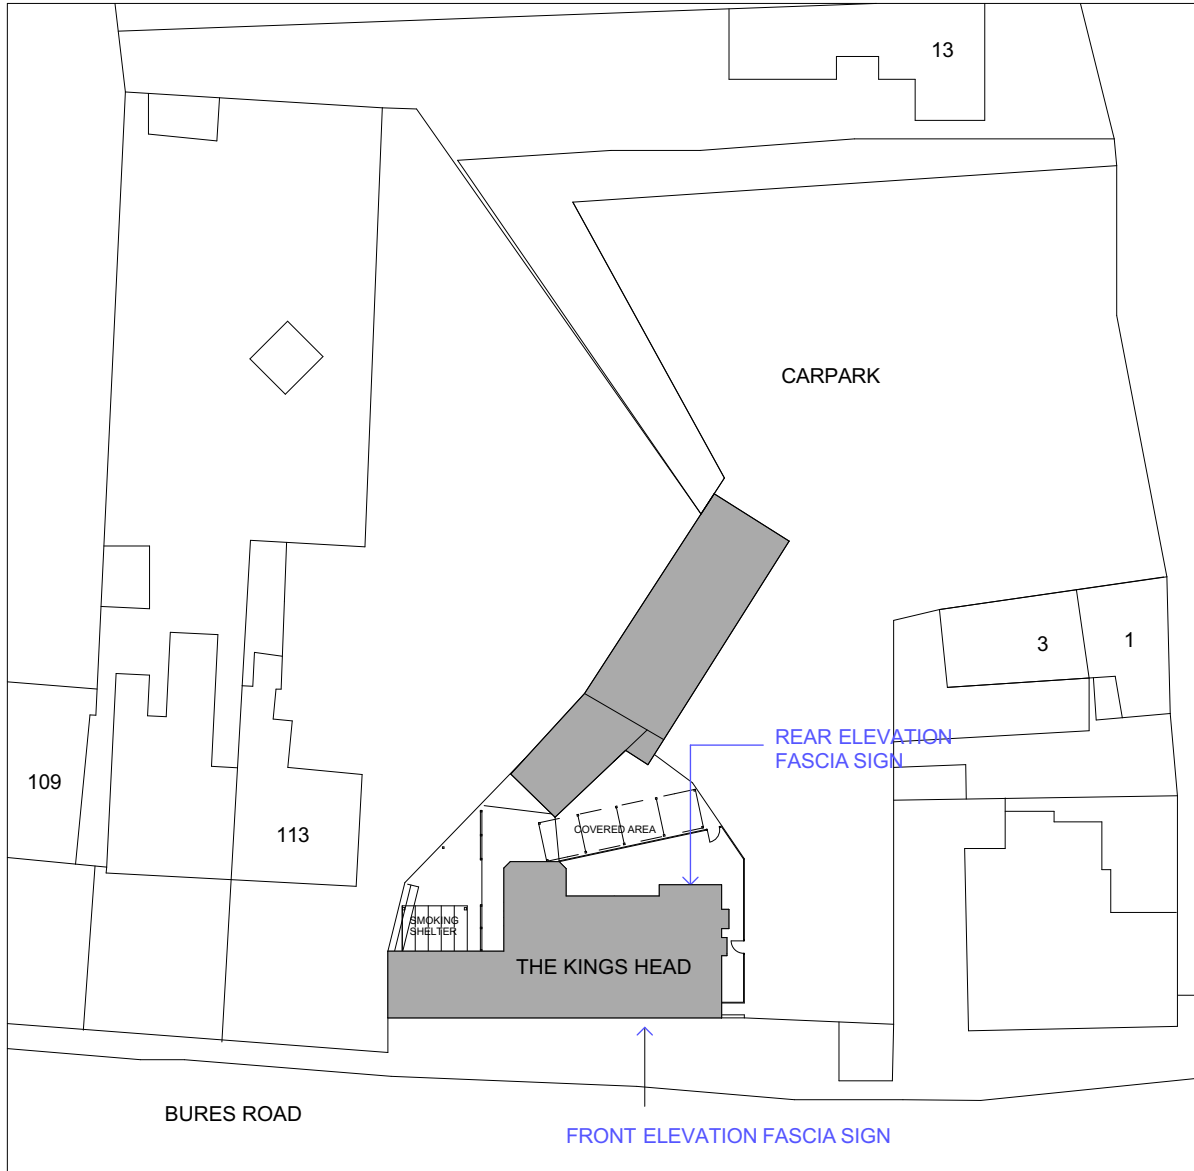 13
CARPARK
3
1
REAR ELEVATION
FASCIA SIGN
109
113
COVERED AREA
SMOKING
SHELTER
THE KINGS HEAD
BURES ROAD
FRONT ELEVATION FASCIA SIGN